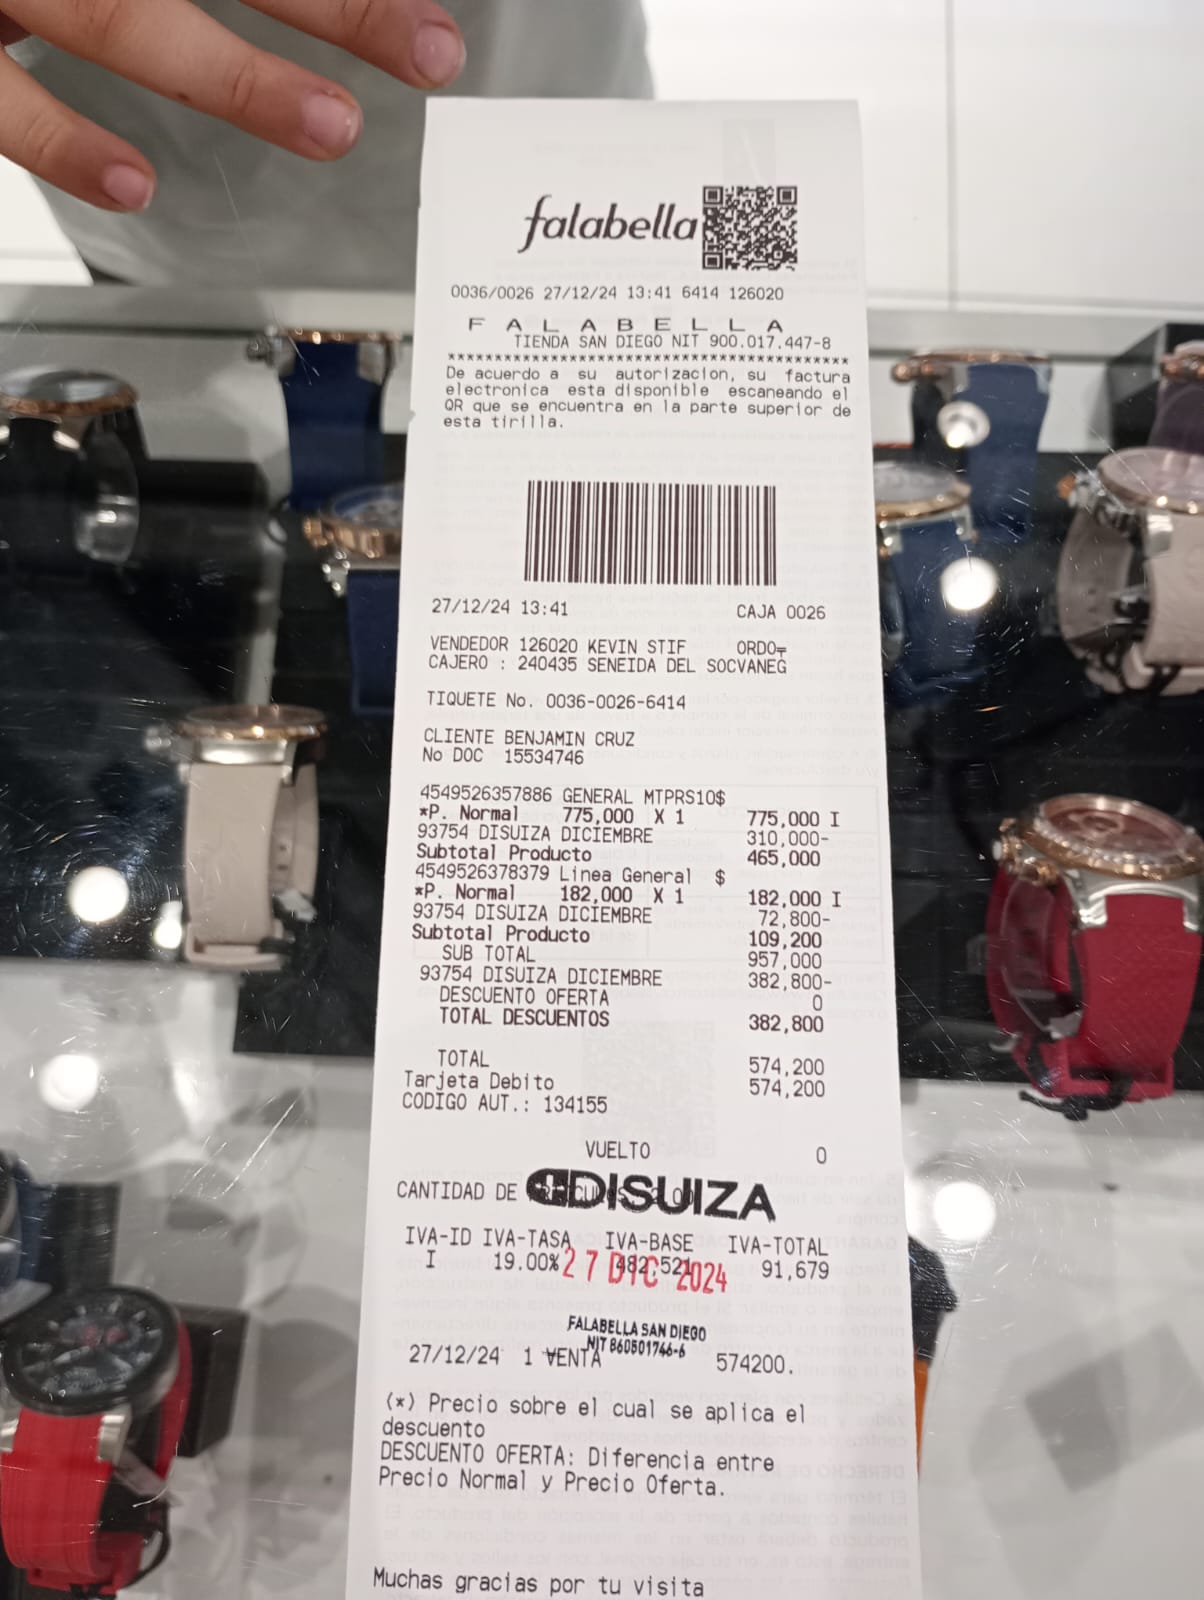 falabella
0036/0026 27/12/24 13:41 6414 126020
F A L A B E L L A
TIENDA SAN DIEGO NIT 900.017.447-8
*******************************************
De acuerdo a su autorizacion, su factura
electronica esta disponible escaneando el
QR que se encuentra en la parte superior de
esta tirilla.
27/12/24 13:41 CAJA 0026
VENDEDOR 126020 KEVIN STIF ORDO
CAJERO : 240435 SENEIDA DEL SOCVANEG
TIQUETE No. 0036-0026-6414
CLIENTE BENJAMIN CRUZ
No DOC 15534746
4549526357886 GENERAL MTPRS10$
*P. Normal 775,000 X 1 775,000 I
93754 DISUIZA DICIEMBRE 310,000-
Subtotal Producto 465,000
4549526378379 Linea General $
*P. Normal 182,000 X 1 182,000 I
93754 DISUIZA DICIEMBRE 72,800-
Subtotal Producto 109,200
SUB TOTAL 957,000
93754 DISUIZA DICIEMBRE 382,800-
DESCUENTO OFERTA 0
TOTAL DESCUENTOS 382,800
TOTAL 574,200
Tarjeta Debito 574,200
CODIGO AUT.: 134155
VUELTO 0
CANTIDAD DE
DISUIZA
IVA-ID IVA-TASA IVA-BASE IVA-TOTAL
I 19.00% 482,521 91,679
27 DIC 2024
FALABELLA SAN DIEGO
NIT 860501746-6
27/12/24 1 VENTA 574200.
(*) Precio sobre el cual se aplica el
descuento
DESCUENTO OFERTA: Diferencia entre
Precio Normal y Precio Oferta.
Muchas gracias por tu visita